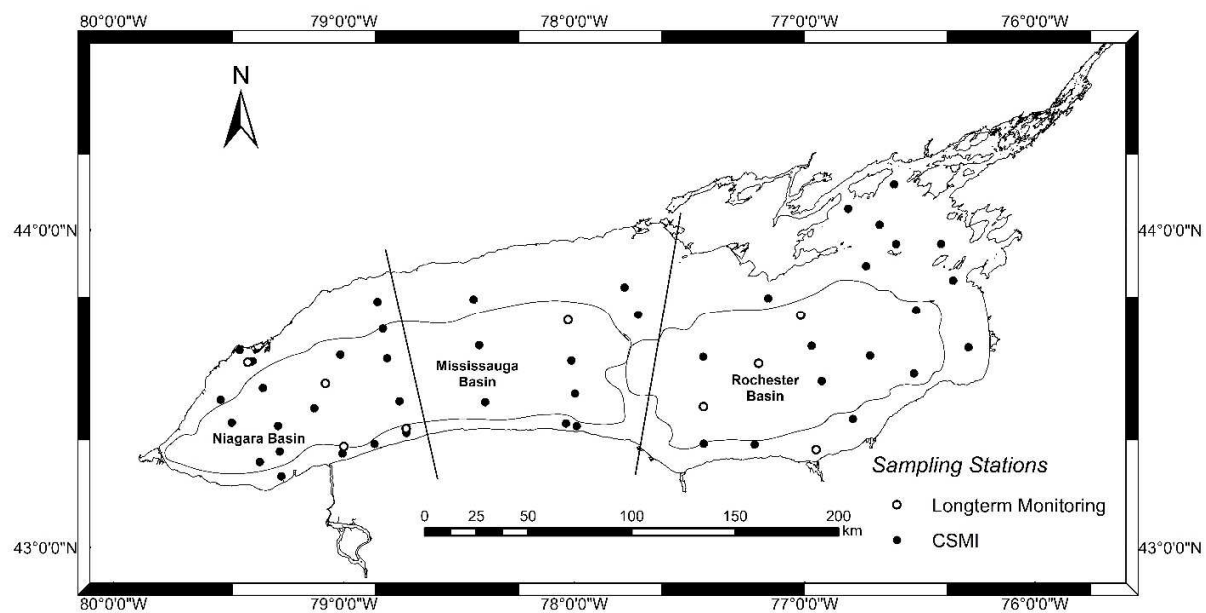 80°0'0"W 79°0'0"W 78°0'0"W 77°0'0"W 76°0'0"W
N
44°0'0"N 44°0'0"N
Mississauga
Basin
Rochester
Basin
Niagara Basin
Sampling Stations
Longterm Monitoring
0 25 50 100 150 200
km
CSMI
43°0'0"N 43°0'0"N
80°0'0"W 79°0'0"W 78°0'0"W 77°0'0"W 76°0'0"W